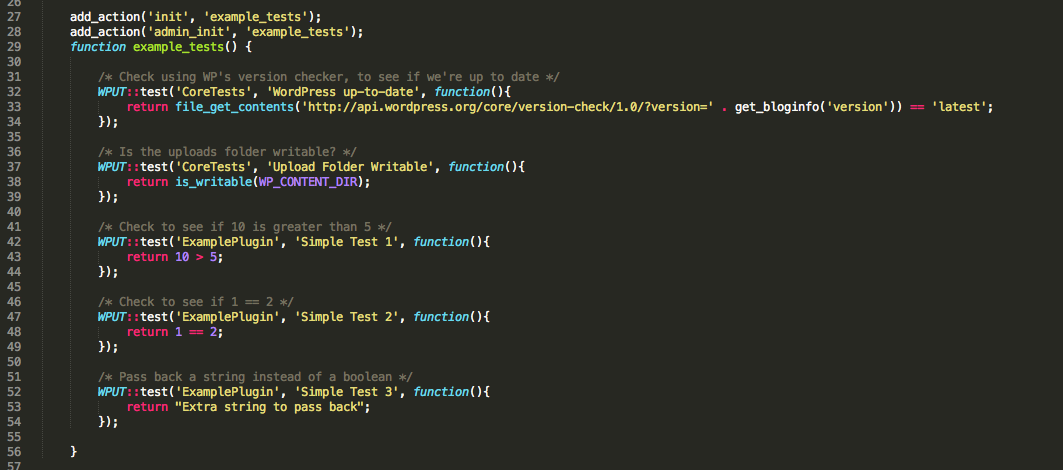 26
27 add_action('init', 'example_tests');
28 add_action('admin_init', 'example_tests');
29 function example_tests() {
30
31 /* Check using WP's version checker, to see if we're up to date */
32 WPUT::test('CoreTests', 'WordPress up-to-date', function(){
33 return file_get_contents('http://api.wordpress.org/core/version-check/1.0/?version=' . get_bloginfo('version')) == 'latest';
34 });
35
36 /* Is the uploads folder writable? */
37 WPUT::test('CoreTests', 'Upload Folder Writable', function(){
38 return is_writable(WP_CONTENT_DIR);
39 });
40
41 /* Check to see if 10 is greater than 5 */
42 WPUT::test('ExamplePlugin', 'Simple Test 1', function(){
43 return 10 > 5;
44 });
45
46 /* Check to see if 1 == 2 */
47 WPUT::test('ExamplePlugin', 'Simple Test 2', function(){
48 return 1 == 2;
49 });
50
51 /* Pass back a string instead of a boolean */
52 WPUT::test('ExamplePlugin', 'Simple Test 3', function(){
53 return "Extra string to pass back";
54 });
55
56 }
57